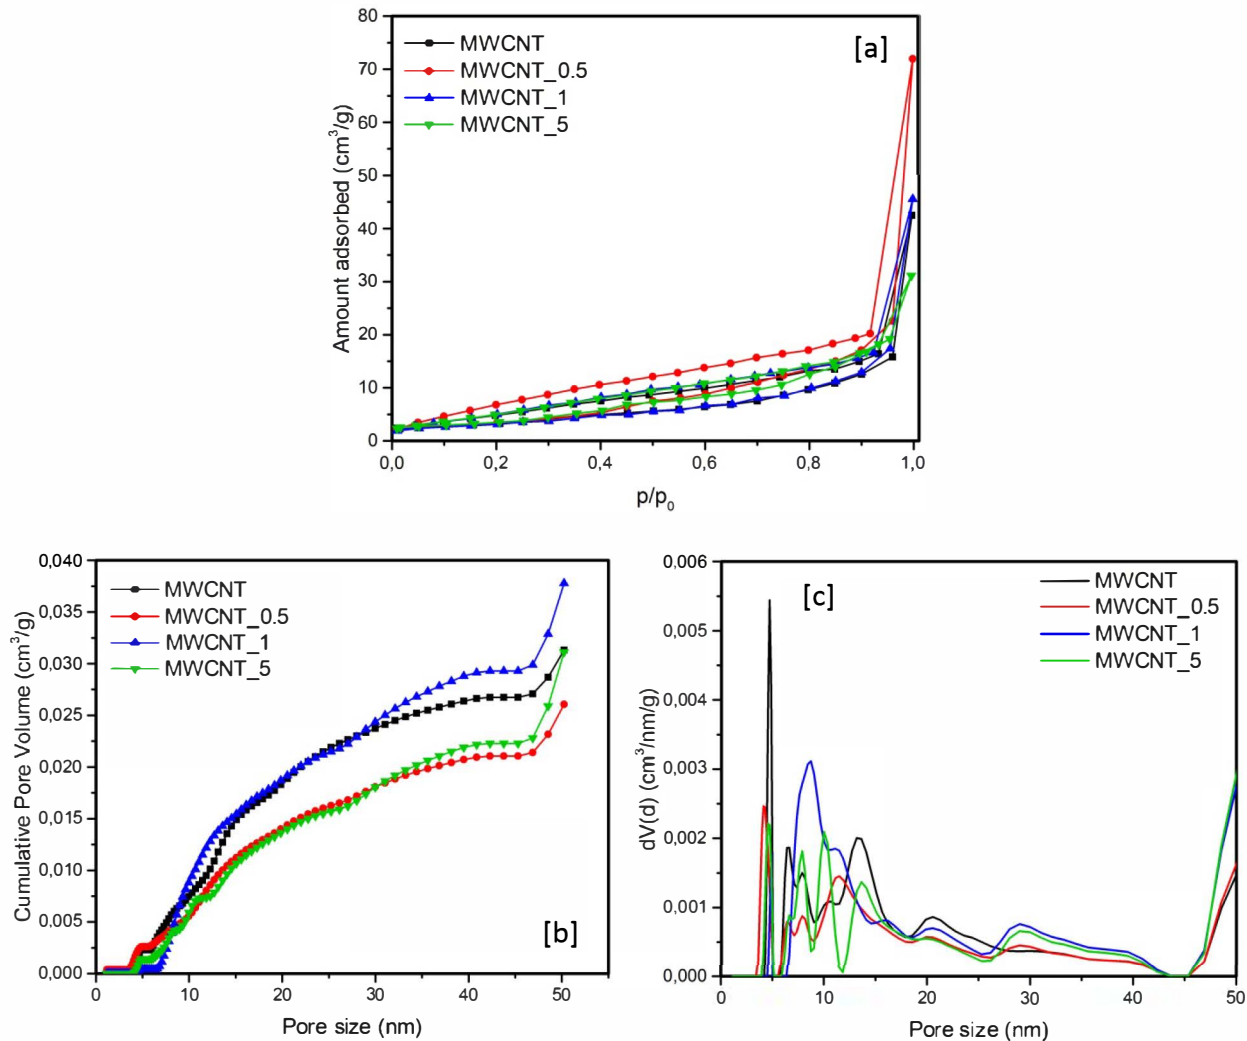 80
70
60
50
40
30
20
10
0
Amount adsorbed (cm³/g)
MWCNT
MWCNT_0.5
MWCNT_1
MWCNT_5
[a]
0,0 0,2 0,4 0,6 0,8 1,0
p/p₀
0,040
0,035
0,030
0,025
0,020
0,015
0,010
0,005
0,000
Cumulative Pore Volume (cm³/g)
MWCNT
MWCNT_0.5
MWCNT_1
MWCNT_5
[b]
0 10 20 30 40 50
Pore size (nm)
0,006
0,005
0,004
0,003
0,002
0,001
0,000
dV(d) (cm³/nm/g)
[c]
MWCNT
MWCNT_0.5
MWCNT_1
MWCNT_5
0 10 20 30 40 50
Pore size (nm)